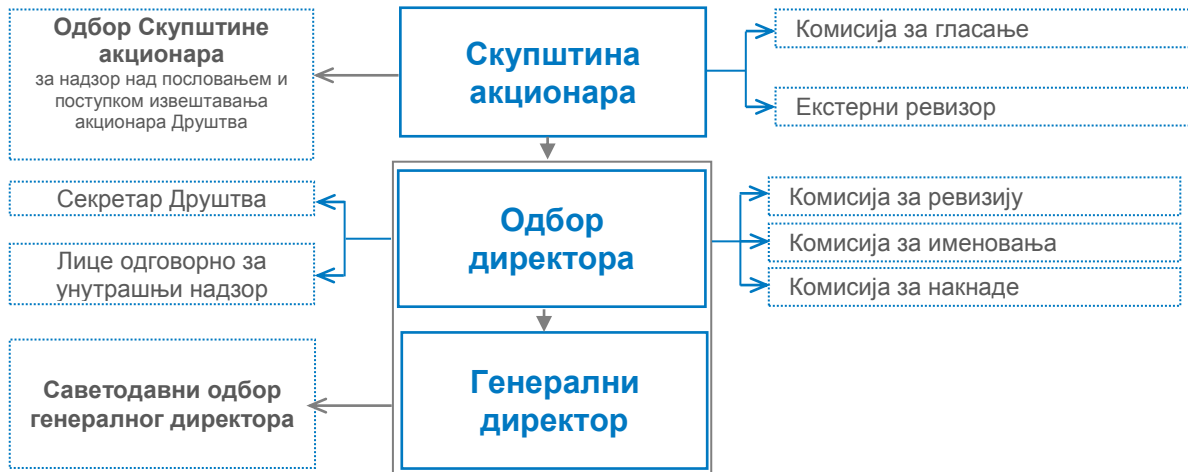 Одбор Скупштине
акционара
за надзор над пословањем и
поступком извештавања
акционара Друштва
Скупштина
акционара
Комисија за гласање
Екстерни ревизор
Секретар Друштва
Лице одговорно за
унутрашњи надзор
Одбор
директора
Комисија за ревизију
Комисија за именовања
Комисија за накнаде
Саветодавни одбор
генералног директора
Генерални
директор